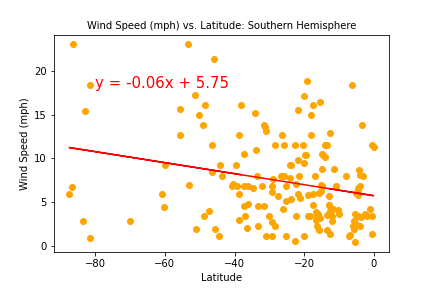 Wind Speed (mph) vs. Latitude: Southern Hemisphere
Wind Speed (mph)
20
15
10
5
0
y = -0.06x + 5.75
−80
−60
−40
−20
0
Latitude